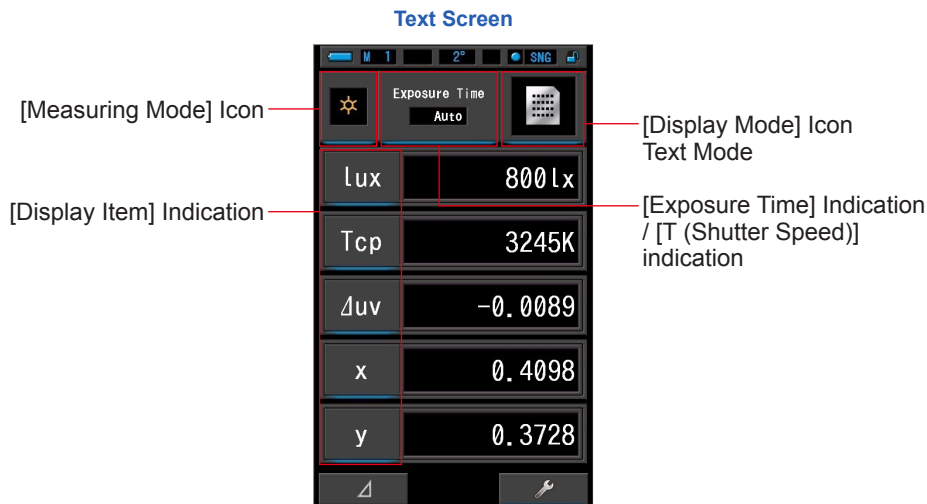 Text Screen
M 1 2° SNG
[Measuring Mode] Icon
Exposure Time
Auto
[Display Mode] Icon
Text Mode
[Display Item] Indication
[Exposure Time] Indication
/ [T (Shutter Speed)]
indication
lux 800lx
Tcp 3245K
⊿uv -0.0089
x 0.4098
y 0.3728
⊿